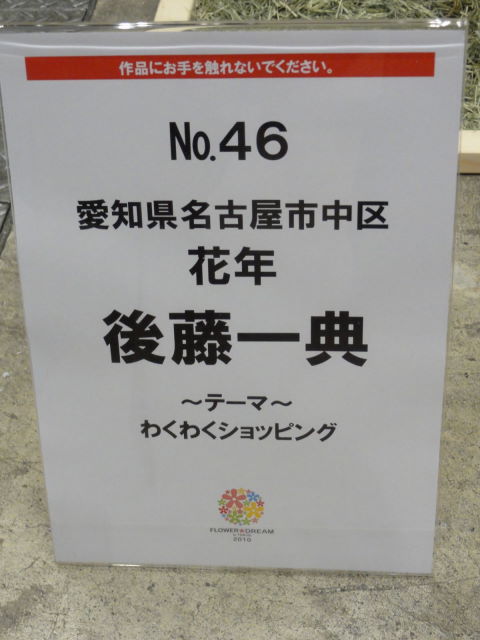 作品にお手を触れないでください。
No.46
愛知県名古屋市中区
花年
後藤一典
～テーマ～
わくわくショッピング
FLOWER★DREAM
in TOKYO
2010